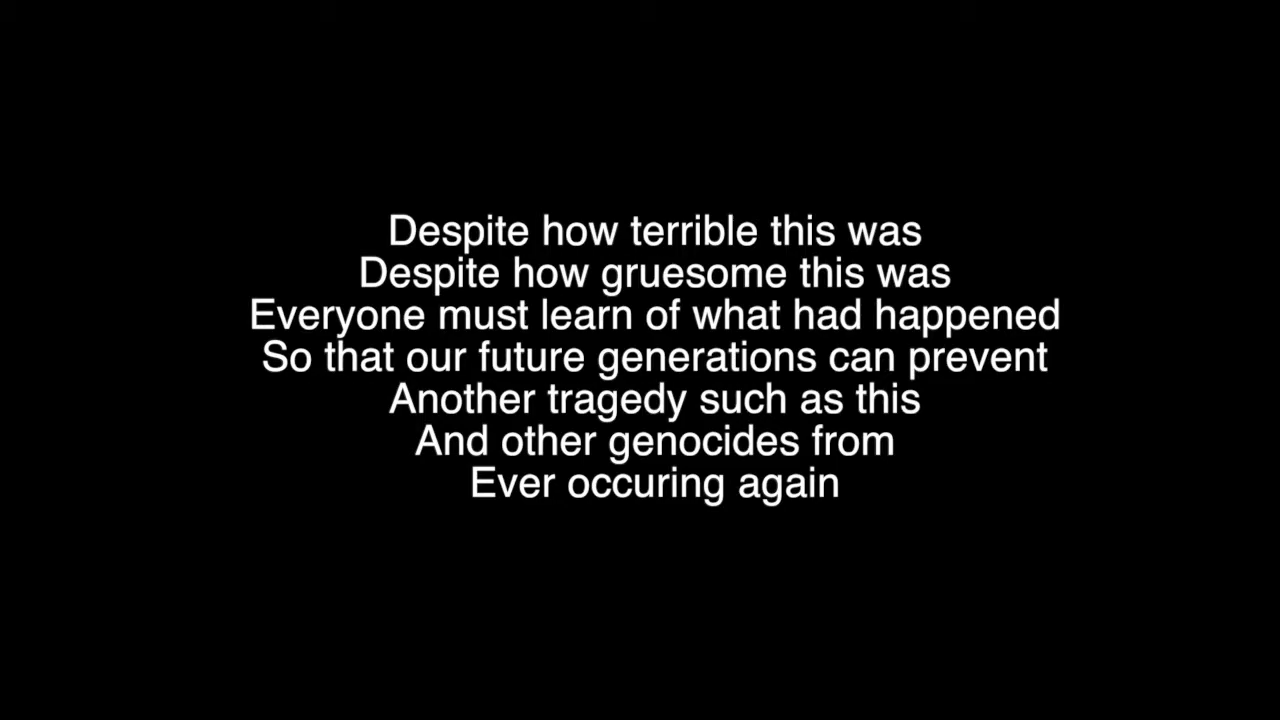 Despite how terrible this was
Despite how gruesome this was
Everyone must learn of what had happened
So that our future generations can prevent
Another tragedy such as this
And other genocides from
Ever occuring again